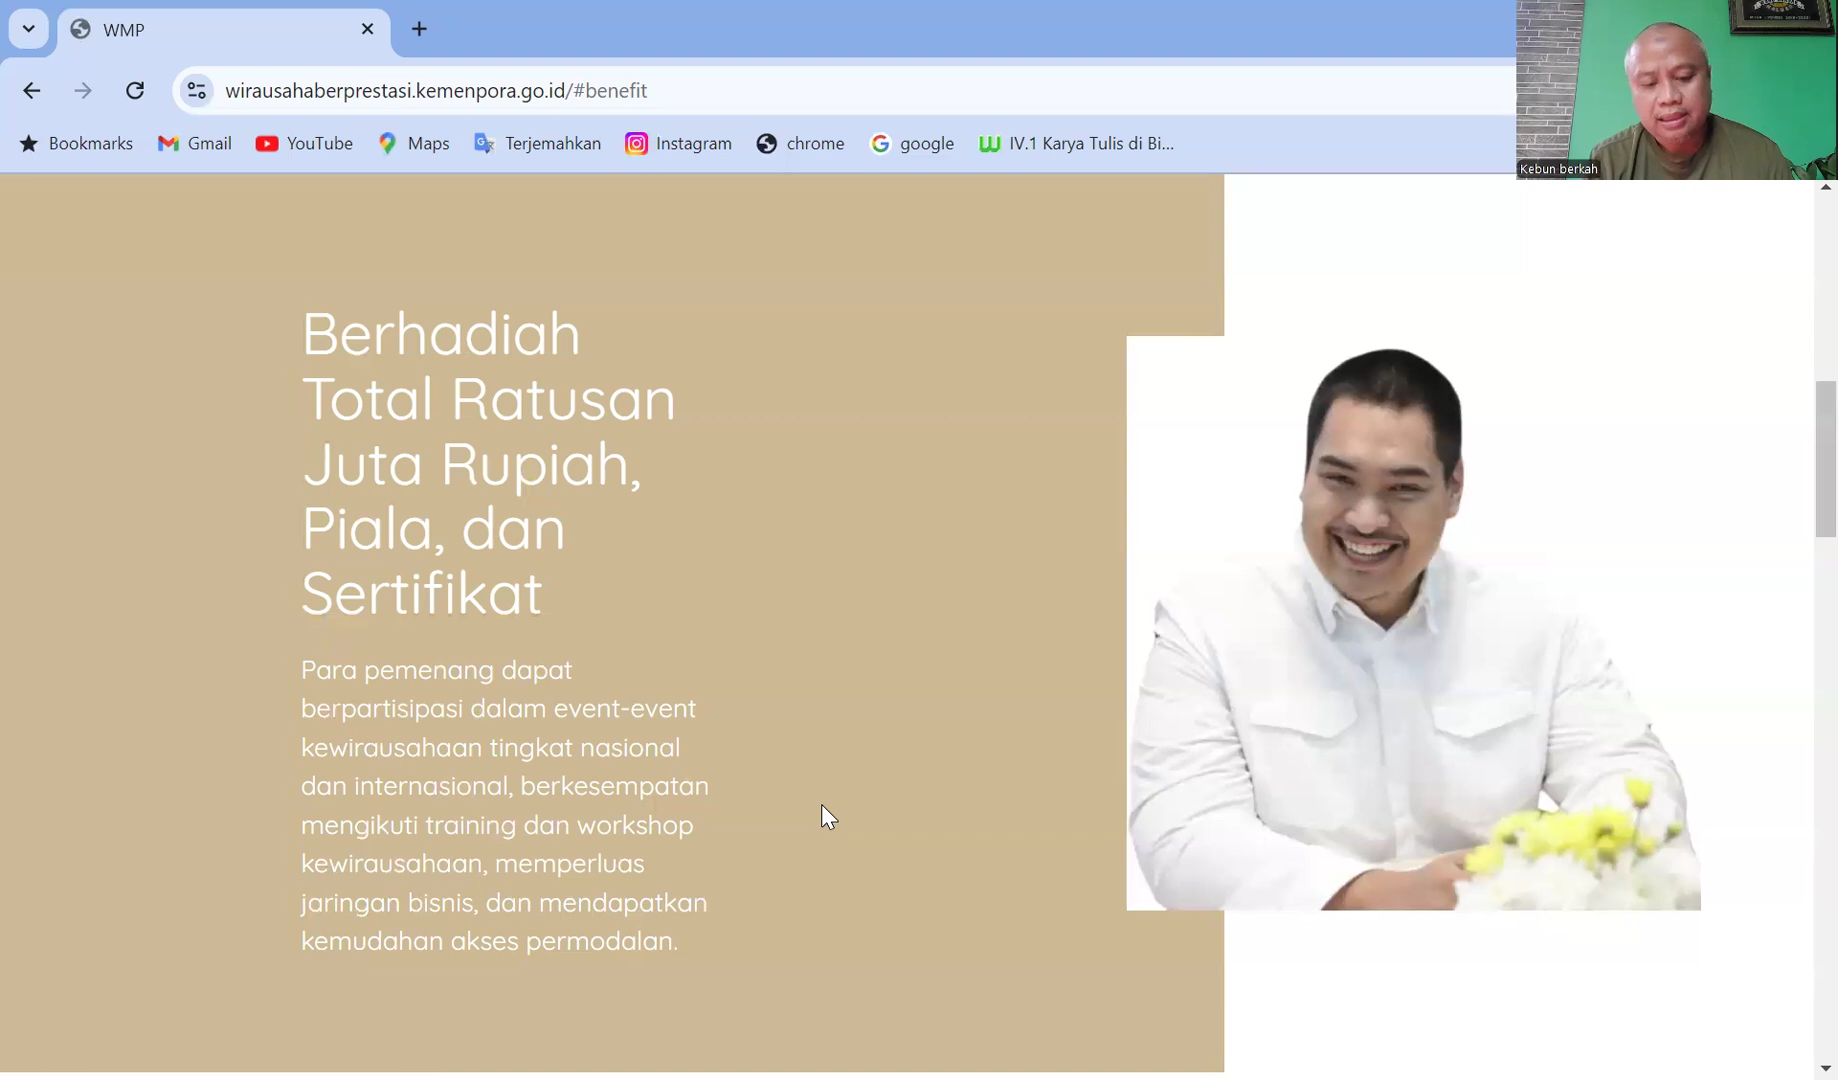 WMP
wirausahaberprestasi.kemenpora.go.id/#benefit
Bookmarks
Gmail
YouTube
Maps
Terjemahkan
Instagram
chrome
google
IV.1 Karya Tulis di Bi...
Kebun berkah
Berhadiah
Total Ratusan
Juta Rupiah,
Piala, dan
Sertifikat
Para pemenang dapat
berpartisipasi dalam event-event
kewirausahaan tingkat nasional
dan internasional, berkesempatan
mengikuti training dan workshop
kewirausahaan, memperluas
jaringan bisnis, dan mendapatkan
kemudahan akses permodalan.